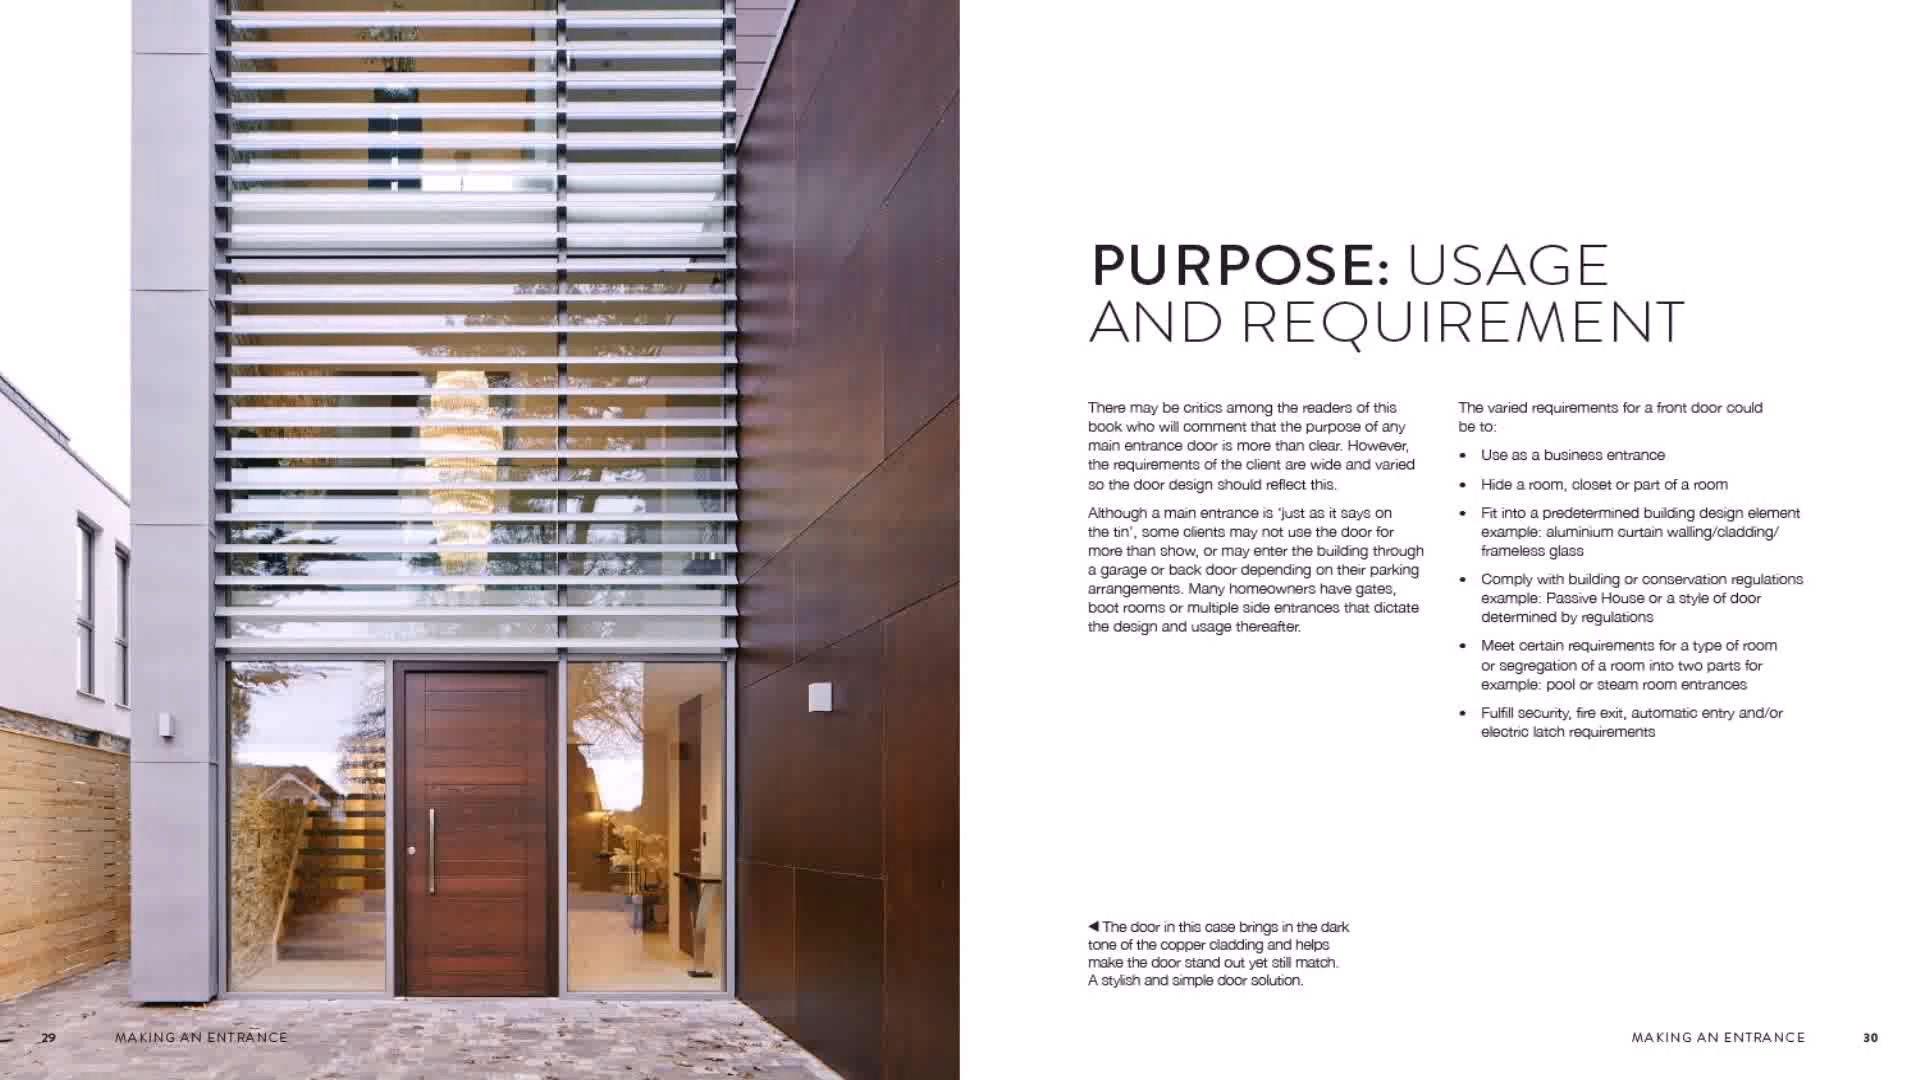 PURPOSE: USAGE
AND REQUIREMENT
There may be critics among the readers of this
book who will comment that the purpose of any
main entrance door is more than clear. However,
the requirements of the client are wide and varied
so the door design should reflect this.
Although a main entrance is ‘just as it says on
the tin’, some clients may not use the door for
more than show, or may enter the building through
a garage or back door depending on their parking
arrangements. Many homeowners have gates,
boot rooms or multiple side entrances that dictate
the design and usage thereafter.
The varied requirements for a front door could
be to:
• Use as a business entrance
• Hide a room, closet or part of a room
• Fit into a predetermined building design element
example: aluminium curtain walling/cladding/
frameless glass
• Comply with building or conservation regulations
example: Passive House or a style of door
determined by regulations
• Meet certain requirements for a type of room
or segregation of a room into two parts for
example: pool or steam room entrances
• Fulfill security, fire exit, automatic entry and/or
electric latch requirements
◀ The door in this case brings in the dark
tone of the copper cladding and helps
make the door stand out yet still match.
A stylish and simple door solution.
29 MAKING AN ENTRANCE
MAKING AN ENTRANCE 30